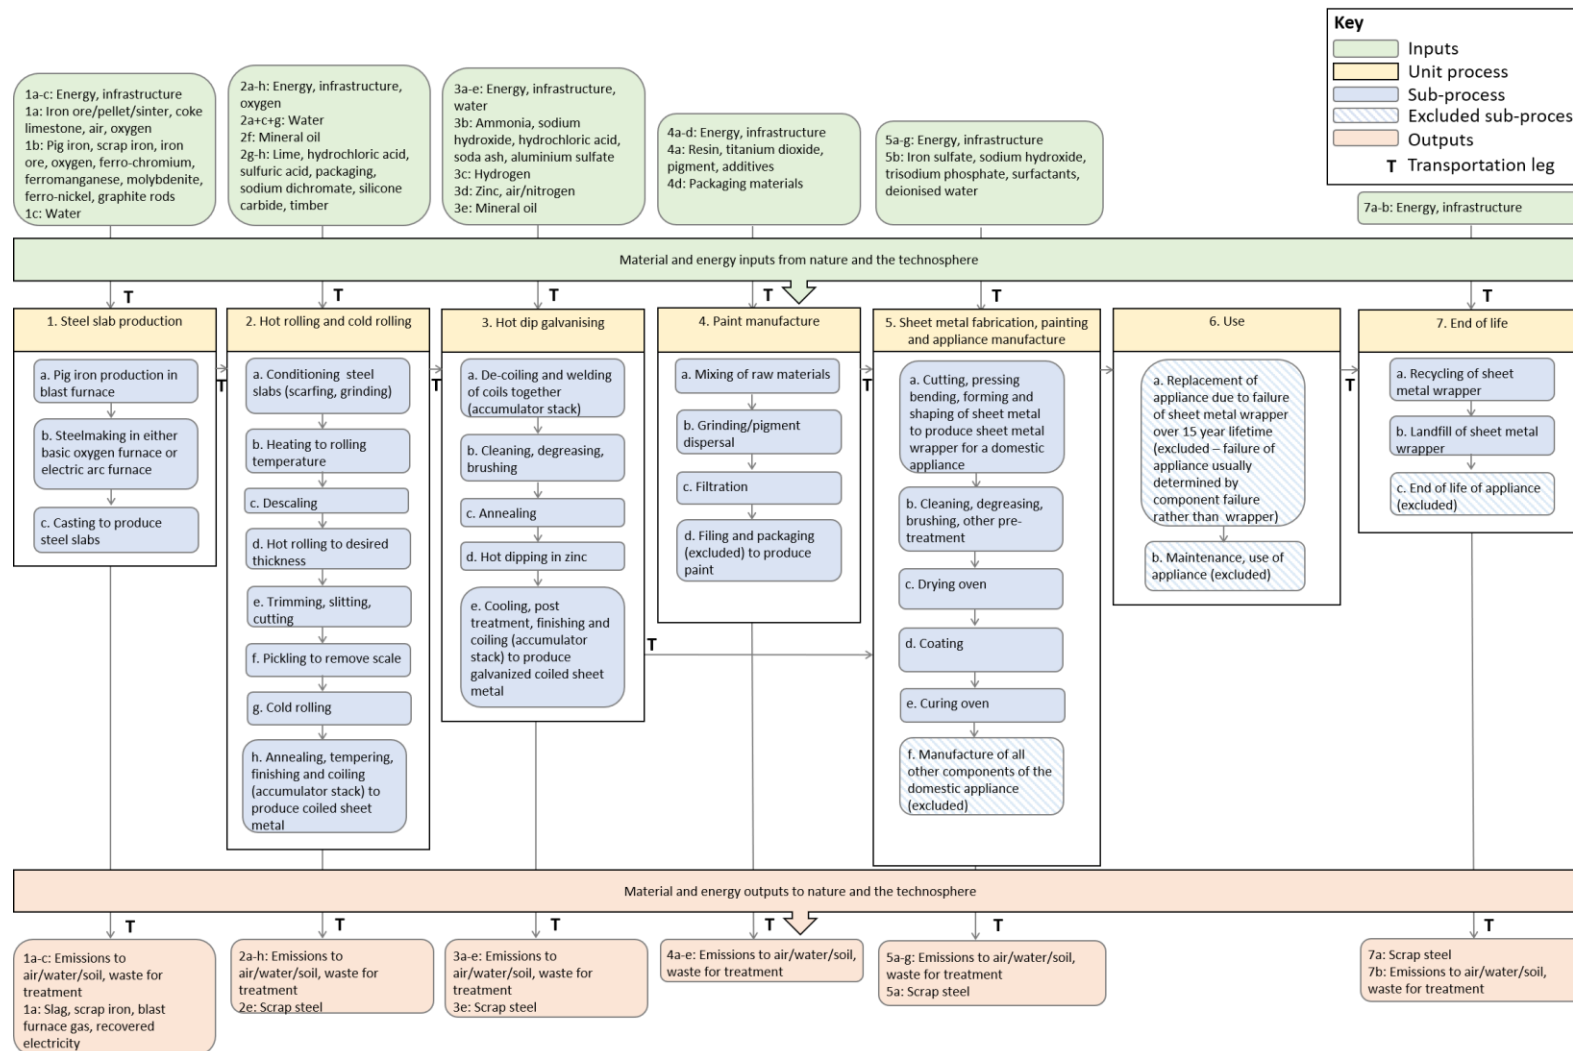 Key
Inputs
Unit process
Sub-process
Excluded sub-proces
Outputs
T Transportation leg
1a-c: Energy, infrastructure
1a: Iron ore/pellet/sinter, coke
limestone, air, oxygen
1b: Pig iron, scrap iron, iron
ore, oxygen, ferro-chromium,
ferromanganese, molybdenite,
ferro-nickel, graphite rods
1c: Water
2a-h: Energy, infrastructure,
oxygen
2a+c+g: Water
2f: Mineral oil
2g-h: Lime, hydrochloric acid,
sulfuric acid, packaging,
sodium dichromate, silicone
carbide, timber
3a-e: Energy, infrastructure,
water
3b: Ammonia, sodium
hydroxide, hydrochloric acid,
soda ash, aluminium sulfate
3c: Hydrogen
3d: Zinc, air/nitrogen
3e: Mineral oil
4a-d: Energy, infrastructure
4a: Resin, titanium dioxide,
pigment, additives
4d: Packaging materials
5a-g: Energy, infrastructure
5b: Iron sulfate, sodium hydroxide,
trisodium phosphate, surfactants,
deionised water
7a-b: Energy, infrastructure
Material and energy inputs from nature and the technosphere
T
T
T
T
T
T
1. Steel slab production
a. Pig iron production in
blast furnace
b. Steelmaking in either
basic oxygen furnace or
electric arc furnace
c. Casting to produce
steel slabs
T
2. Hot rolling and cold rolling
a. Conditioning steel
slabs (scarfing, grinding)
b. Heating to rolling
temperature
c. Descaling
d. Hot rolling to desired
thickness
e. Trimming, slitting,
cutting
f. Pickling to remove scale
g. Cold rolling
h. Annealing, tempering,
finishing and coiling
(accumulator stack) to
produce coiled sheet
metal
T
3. Hot dip galvanising
a. De-coiling and welding
of coils together
(accumulator stack)
b. Cleaning, degreasing,
brushing
c. Annealing
d. Hot dipping in zinc
e. Cooling, post
treatment, finishing and
coiling (accumulator
stack) to produce
galvanized coiled sheet
metal
T
4. Paint manufacture
a. Mixing of raw materials
b. Grinding/pigment
dispersal
c. Filtration
d. Filing and packaging
(excluded) to produce
paint
T
5. Sheet metal fabrication, painting
and appliance manufacture
a. Cutting, pressing
bending, forming and
shaping of sheet metal
to produce sheet metal
wrapper for a domestic
appliance
b. Cleaning, degreasing,
brushing, other pre-
treatment
c. Drying oven
d. Coating
e. Curing oven
f. Manufacture of all
other components of the
domestic appliance
(excluded)
T
6. Use
a. Replacement of
appliance due to failure
of sheet metal wrapper
over 15 year lifetime
(excluded – failure of
appliance usually
determined by
component failure
rather than wrapper)
b. Maintenance, use of
appliance (excluded)
T
7. End of life
a. Recycling of sheet
metal wrapper
b. Landfill of sheet metal
wrapper
c. End of life of appliance
(excluded)
Material and energy outputs to nature and the technosphere
T
T
T
T
T
T
1a-c: Emissions to
air/water/soil, waste for
treatment
1a: Slag, scrap iron, blast
furnace gas, recovered
electricity
2a-h: Emissions to
air/water/soil, waste for
treatment
2e: Scrap steel
3a-e: Emissions to
air/water/soil, waste for
treatment
3e: Scrap steel
4a-e: Emissions to air/water/soil,
waste for treatment
5a-g: Emissions to air/water/soil,
waste for treatment
5a: Scrap steel
7a: Scrap steel
7b: Emissions to air/water/soil,
waste for treatment